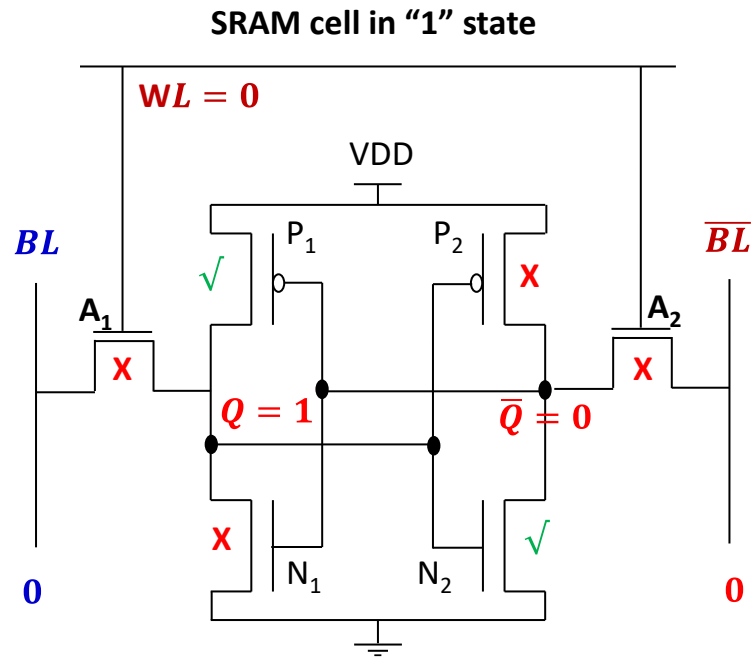 SRAM cell in “1” state
WL = 0
VDD
BL
P₁
P₂
B̅L̅
√
X
A₁
A₂
X
X
Q = 1
Q̅ = 0
X
√
N₁
N₂
0
0